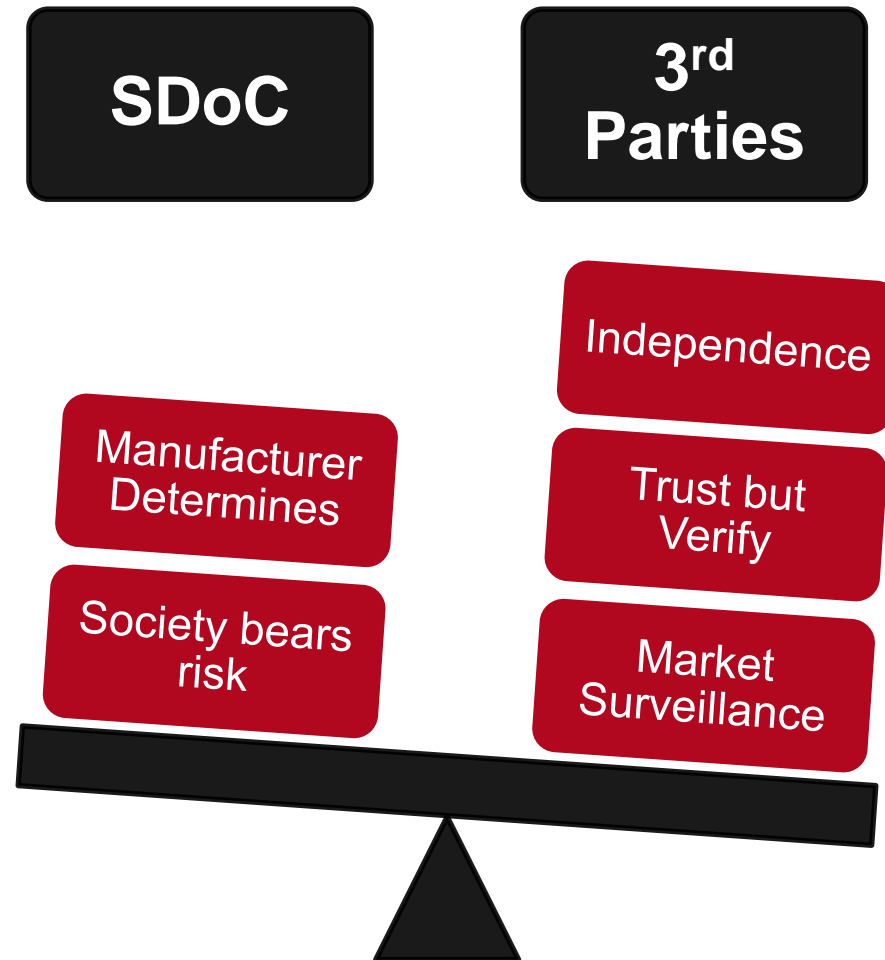 SDoC
3rd
Parties
Manufacturer
Determines
Society bears
risk
Independence
Trust but
Verify
Market
Surveillance